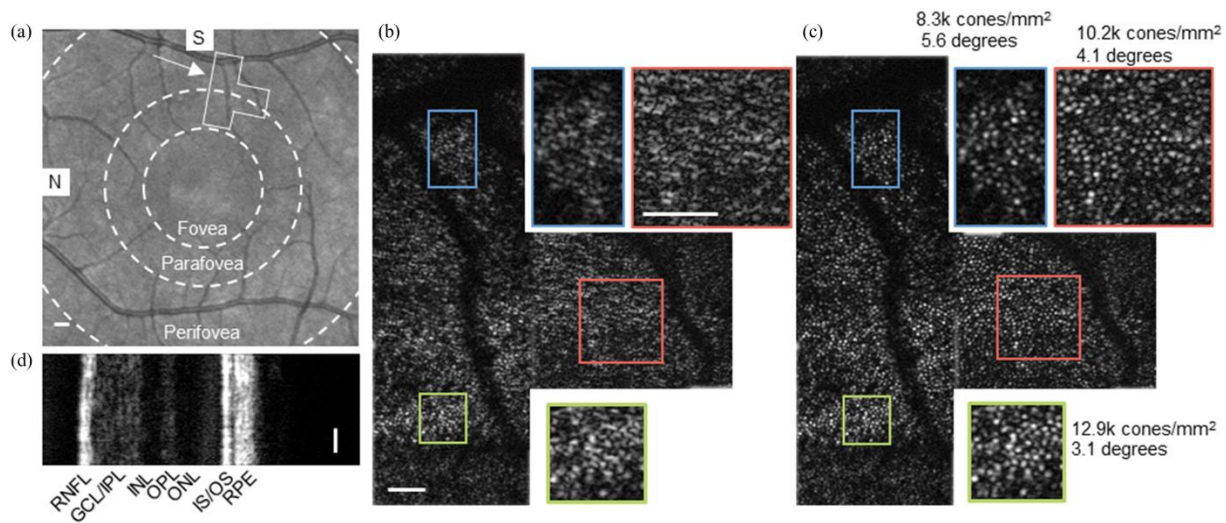 (a)
S
N
Fovea
Parafovea
Perifovea
(b)
(c)
8.3k cones/mm²
5.6 degrees
10.2k cones/mm²
4.1 degrees
12.9k cones/mm²
3.1 degrees
(d)
RNFL
GCL/IPL
INL
OPL
ONL
IS/OS
RPE